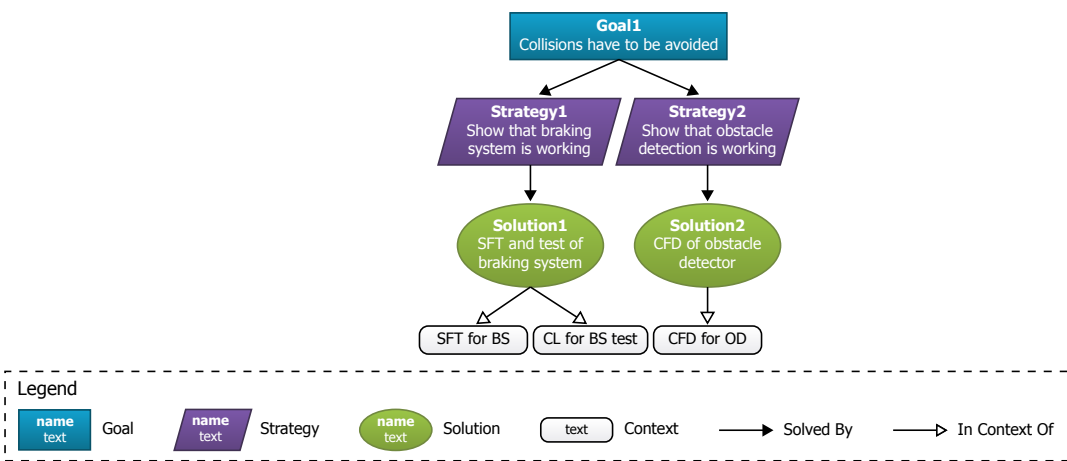 Goal1
Collisions have to be avoided
Strategy1
Show that braking
system is working
Strategy2
Show that obstacle
detection is working
Solution1
SFT and test of
braking system
Solution2
CFD of obstacle
detector
SFT for BS
CL for BS test
CFD for OD
Legend
name
text
Goal
name
text
Strategy
name
text
Solution
text
Context
Solved By
In Context Of